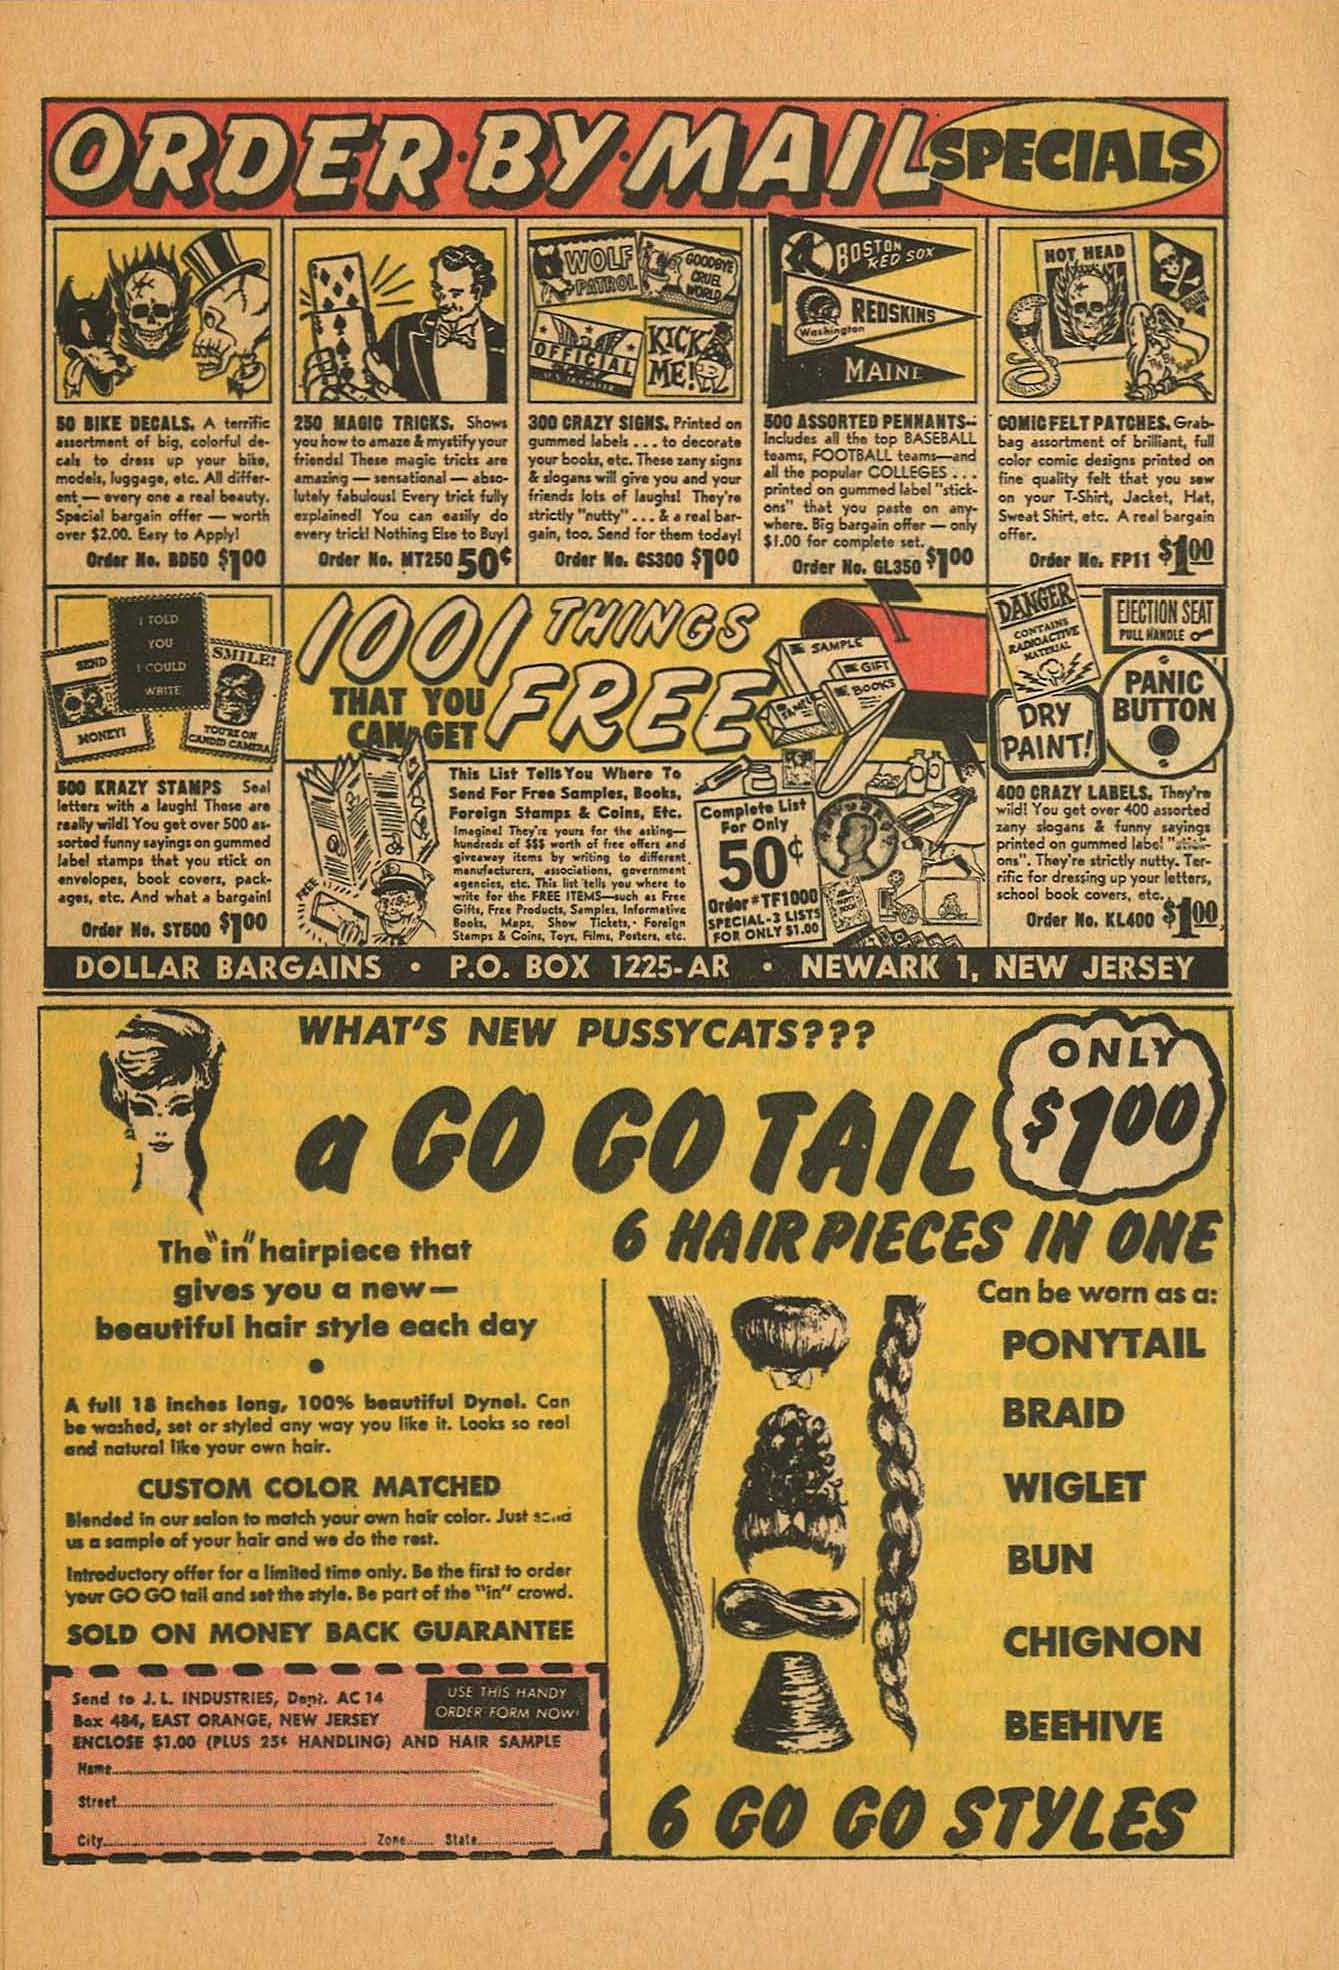 ORDER·BY·MAIL SPECIALS
WOLF
PATROL
GOODBYE
CRUEL
WORLD
OFFICIAL
KICK
ME!
BOSTON
RED SOX
REDSKINS
Washington
MAINE
HOT HEAD
50 BIKE DECALS. A terrific
assortment of big, colorful de-
cals to dress up your bike,
models, luggage, etc. All differ-
ent — every one a real beauty.
Special bargain offer — worth
over $2.00. Easy to Apply!
Order No. BD50 $1.00
250 MAGIC TRICKS. Shows
you how to amaze & mystify your
friends! These magic tricks are
amazing — sensational — abso-
lutely fabulous! Every trick fully
explained! You can easily do
every trick! Nothing Else to Buy!
Order No. MT250 50¢
300 CRAZY SIGNS. Printed on
gummed labels . . . to decorate
your books, etc. These zany signs
& slogans will give you and your
friends lots of laughs! They're
strictly "nutty" . . . & a real bar-
gain, too. Send for them today!
Order No. CS300 $1.00
500 ASSORTED PENNANTS-
Includes all the top BASEBALL
teams, FOOTBALL teams—and
all the popular COLLEGES . . .
printed on gummed label "stick-
ons" that you paste on any-
where. Big bargain offer — only
$1.00 for complete set.
Order No. GL350 $1.00
COMIC FELT PATCHES. Grab-
bag assortment of brilliant, full
color comic designs printed on
fine quality felt that you sew
on your T-Shirt, Jacket, Hat,
Sweat Shirt, etc. A real bargain
offer.
Order No. FP11 $1.00
SEND
MONEY!
I TOLD
YOU
I COULD
WRITE
SMILE!
YOU'RE ON
CANDID CAMERA
500 KRAZY STAMPS Seal
letters with a laugh! These are
really wild! You get over 500 as-
sorted funny sayings on gummed
label stamps that you stick on
envelopes, book covers, pack-
ages, etc. And what a bargain!
Order No. ST500 $1.00
1001 THINGS
THAT YOU
CAN GET
FREE
SAMPLE
GIFT
BOOKS
STAMPS
FREE
This List Tells You Where To
Send For Free Samples, Books,
Foreign Stamps & Coins, Etc.
Imagine! They're yours for the asking—
hundreds of $$$ worth of free offers and
giveaway items by writing to different
manufacturers, associations, government
agencies, etc. This list tells you where to
write for the FREE ITEMS—such as Free
Gifts, Free Products, Samples, Informative
Books, Maps, Show Tickets, Foreign
Stamps & Coins, Toys, Films, Posters, etc.
Complete List
For Only
50¢
Order #TF1000
SPECIAL-3 LISTS
FOR ONLY $1.00
DANGER
CONTAINS
RADIOACTIVE
MATERIAL
EJECTION SEAT
PULL HANDLE
PANIC
BUTTON
DRY
PAINT!
400 CRAZY LABELS. They're
wild! You get over 400 assorted
zany slogans & funny sayings
printed on gummed label "stick-
ons". They're strictly nutty. Ter-
rific for dressing up your letters,
school book covers, etc.
Order No. KL400 $1.00
DOLLAR BARGAINS • P.O. BOX 1225-AR • NEWARK 1, NEW JERSEY
WHAT'S NEW PUSSYCATS???
a GO GO TAIL
ONLY
$1.00
6 HAIRPIECES IN ONE
The "in" hairpiece that
gives you a new—
beautiful hair style each day
•
A full 18 inches long, 100% beautiful Dynel. Can
be washed, set or styled any way you like it. Looks so real
and natural like your own hair.
CUSTOM COLOR MATCHED
Blended in our salon to match your own hair color. Just send
us a sample of your hair and we do the rest.
Introductory offer for a limited time only. Be the first to order
your GO GO tail and set the style. Be part of the "in" crowd.
SOLD ON MONEY BACK GUARANTEE
Send to J. L. INDUSTRIES, Dept. AC 14
Box 484, EAST ORANGE, NEW JERSEY
USE THIS HANDY
ORDER FORM NOW!
ENCLOSE $1.00 (PLUS 25¢ HANDLING) AND HAIR SAMPLE
Name
Street
City Zone State
Can be worn as a:
PONYTAIL
BRAID
WIGLET
BUN
CHIGNON
BEEHIVE
6 GO GO STYLES